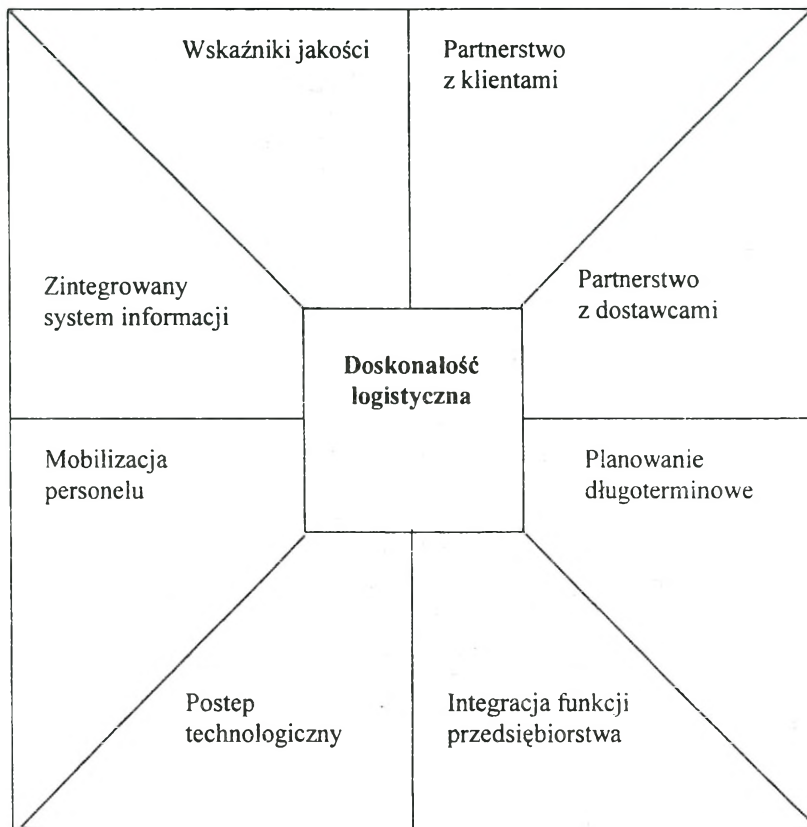 Wskaźniki jakości
Partnerstwo
z klientami
Zintegrowany
system informacji
Partnerstwo
z dostawcami
Doskonałość
logistyczna
Mobilizacja
personelu
Planowanie
długoterminowe
Postep
technologiczny
Integracja funkcji
przedsiębiorstwa